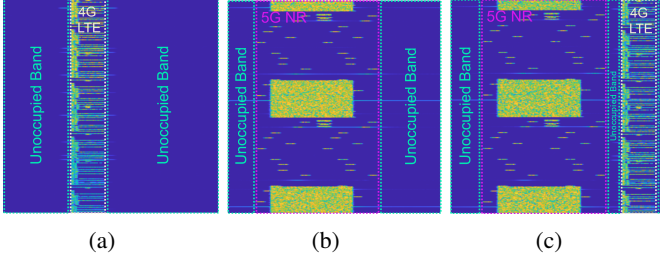 4G
LTE
Unoccupied Band
Unoccupied Band
5G NR
Unoccupied Band
Unoccupied Band
5G NR
4G
LTE
Unoccupied Band
Unoccupied Band
(a)
(b)
(c)